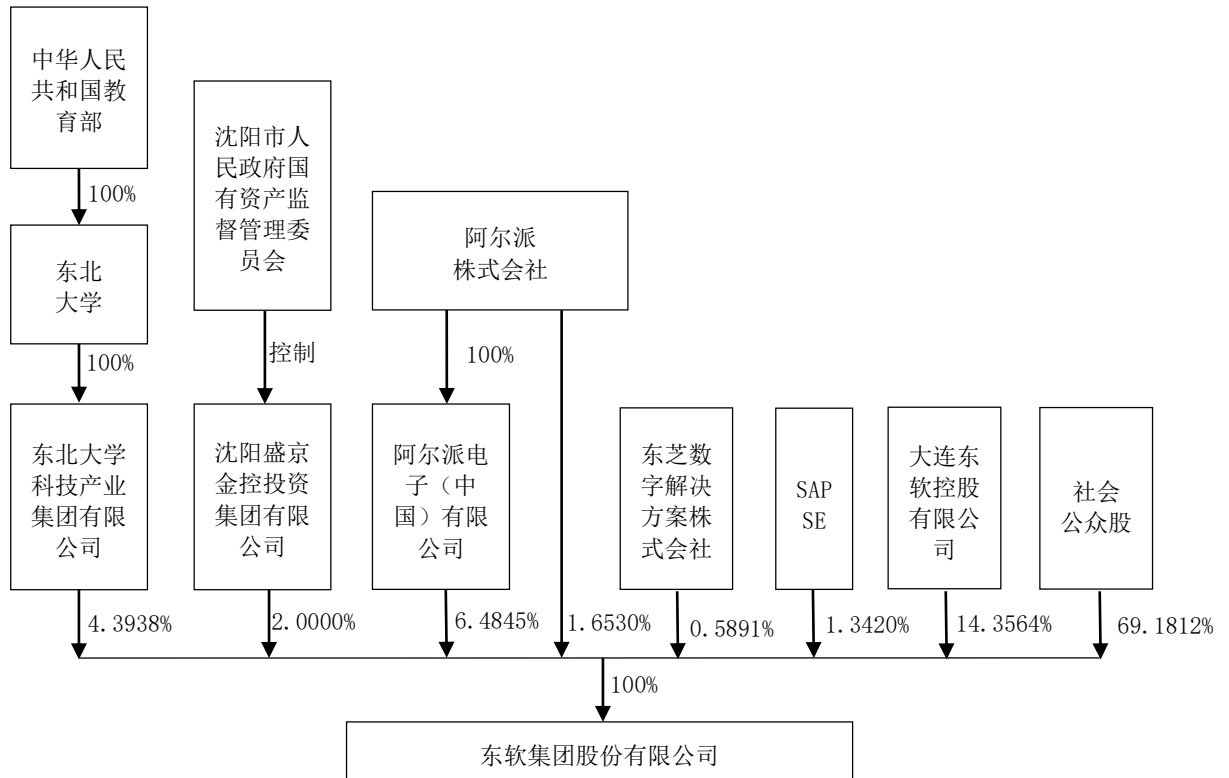 中华人民
共和国教
育部
100%
东北
大学
100%
东北大学
科技产业
集团有限
公司
4.3938%
沈阳市人
民政府国
有资产监
督管理委
员会
控制
沈阳盛京
金控投资
集团有限
公司
2.0000%
阿尔派
株式会社
100%
阿尔派电
子（中
国）有限
公司
6.4845%
1.6530%
东芝数
字解决
方案株
式会社
0.5891%
SAP
SE
1.3420%
大连东
软控股
有限公
司
14.3564%
社会
公众股
69.1812%
100%
东软集团股份有限公司